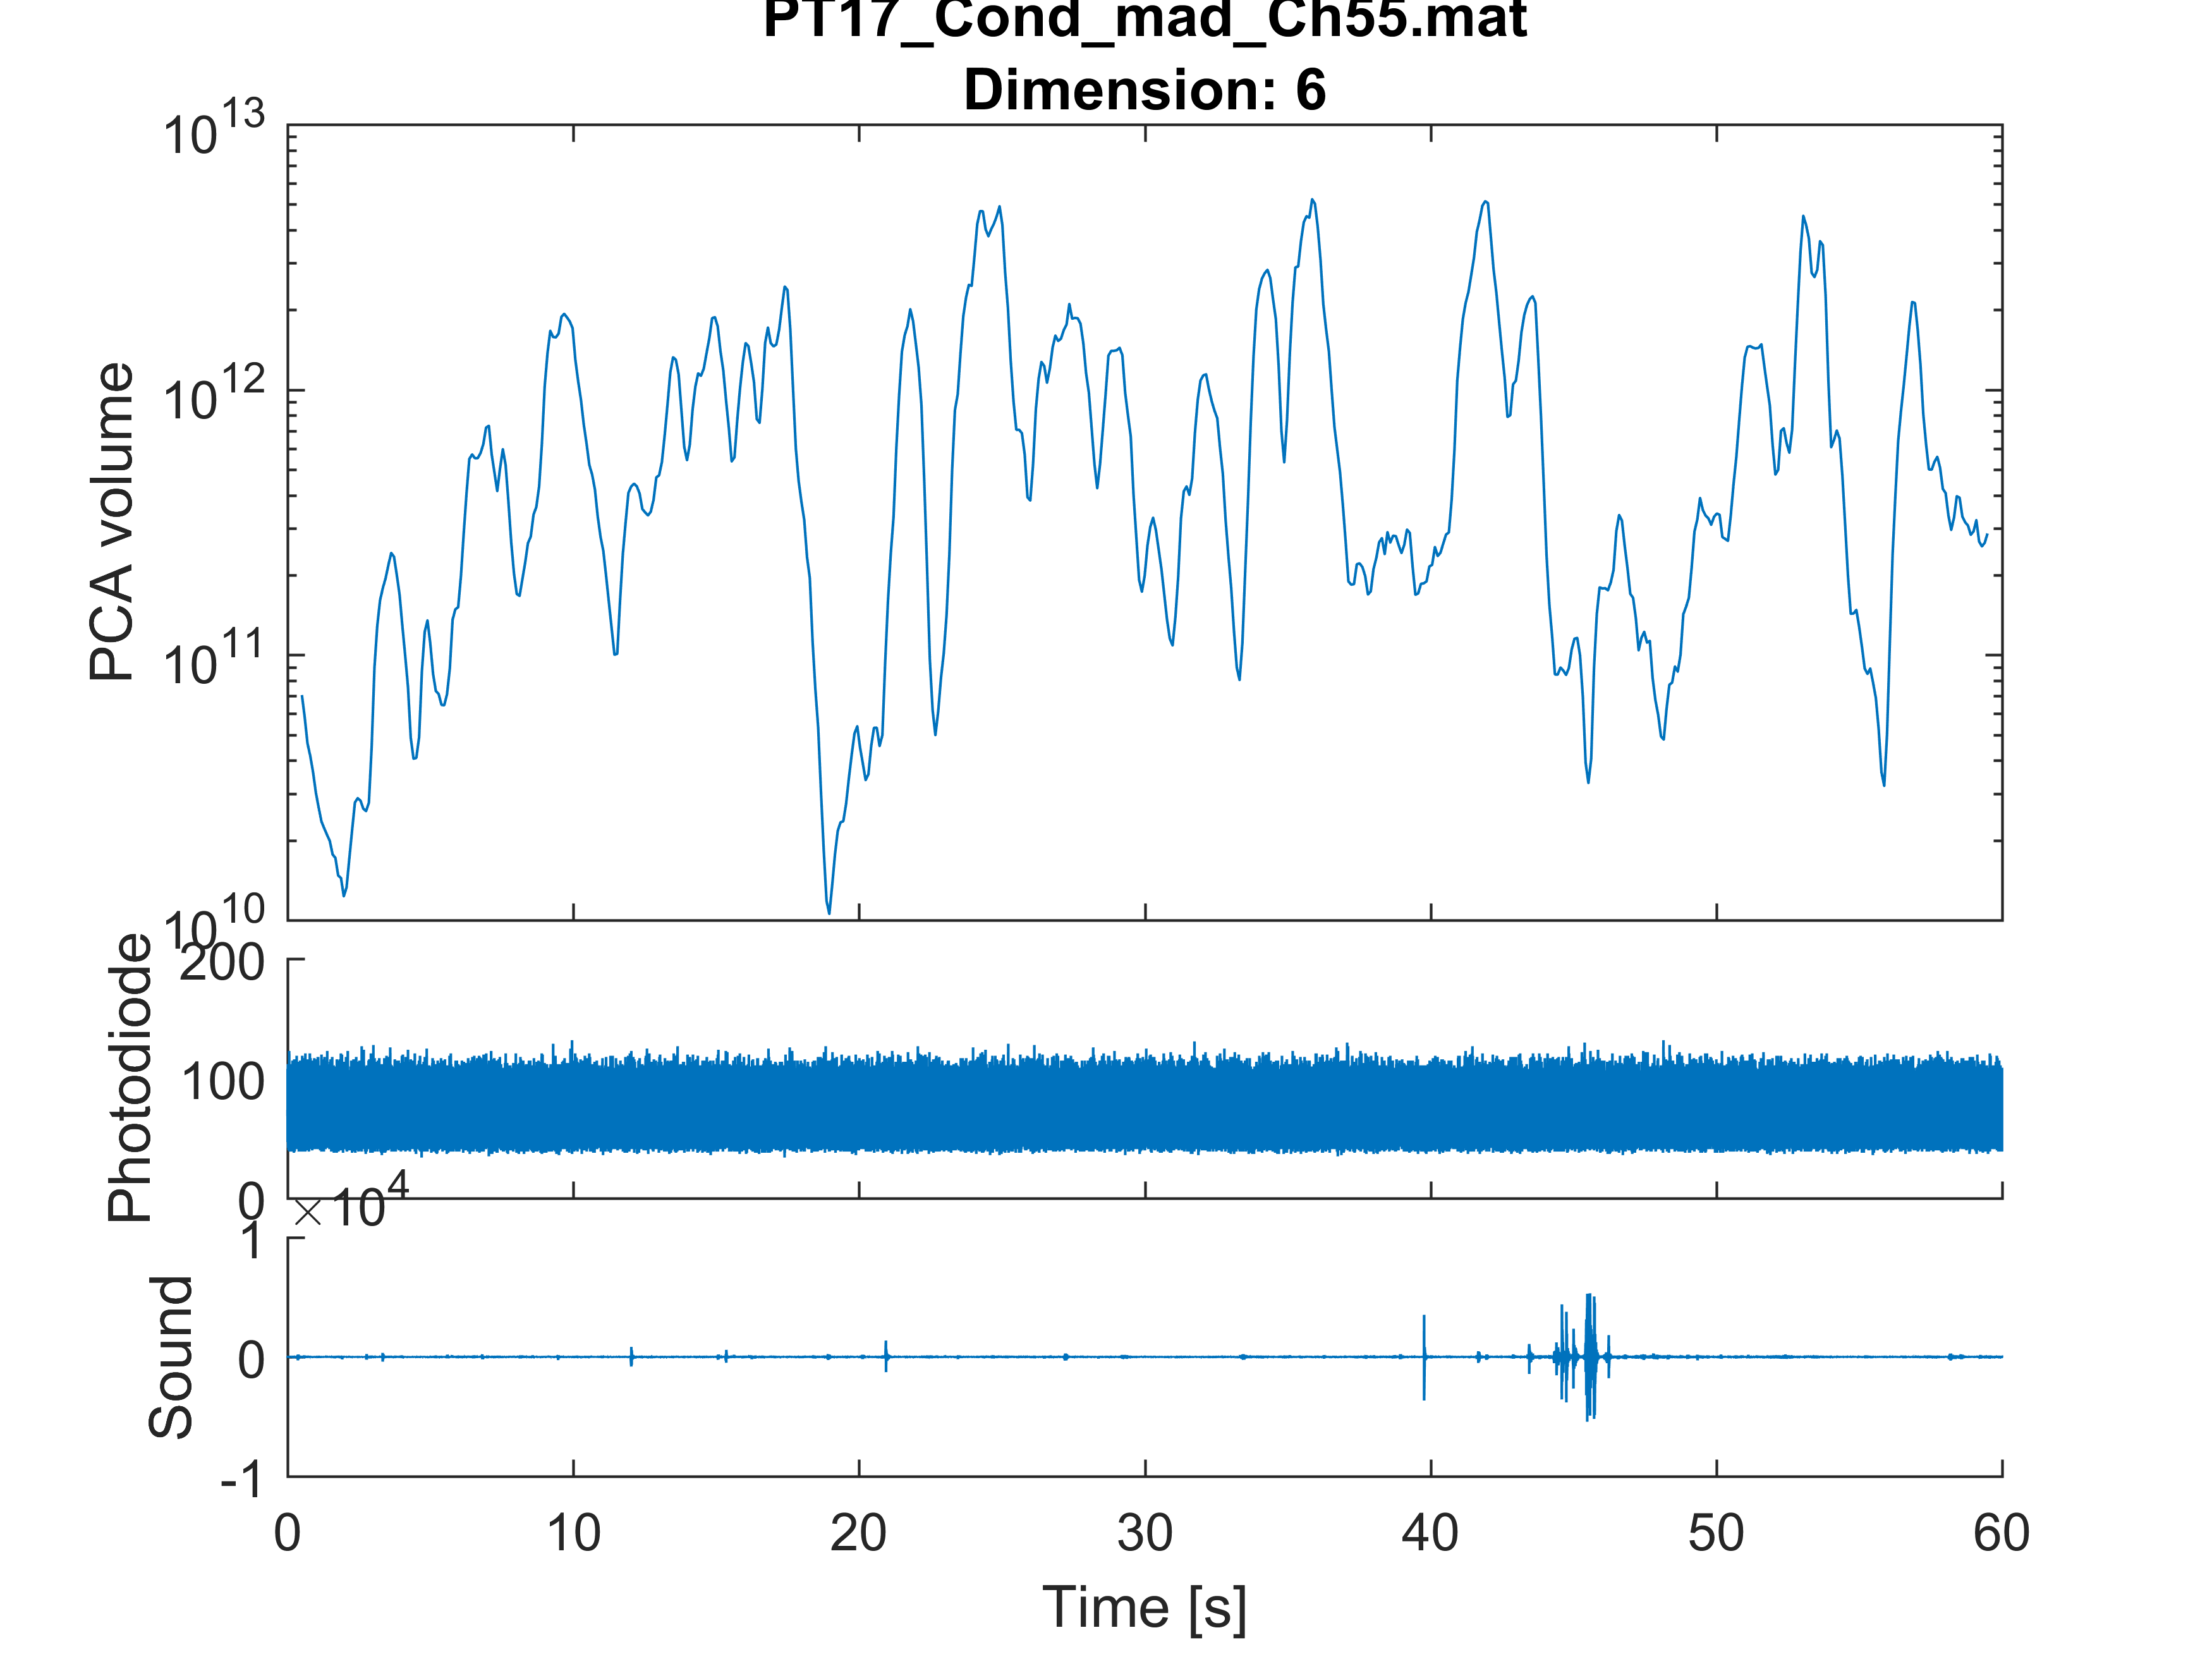 PT17_Cond_mad_Ch55.mat
Dimension: 6
10^13
10^12
10^11
10^10
PCA volume
200
100
0
Photodiode
×10^4
1
0
-1
Sound
0 10 20 30 40 50 60
Time [s]